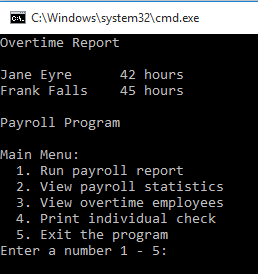 C:\Windows\system32\cmd.exe
Overtime Report
Jane Eyre 42 hours
Frank Falls 45 hours
Payroll Program
Main Menu:
1. Run payroll report
2. View payroll statistics
3. View overtime employees
4. Print individual check
5. Exit the program
Enter a number 1 - 5: